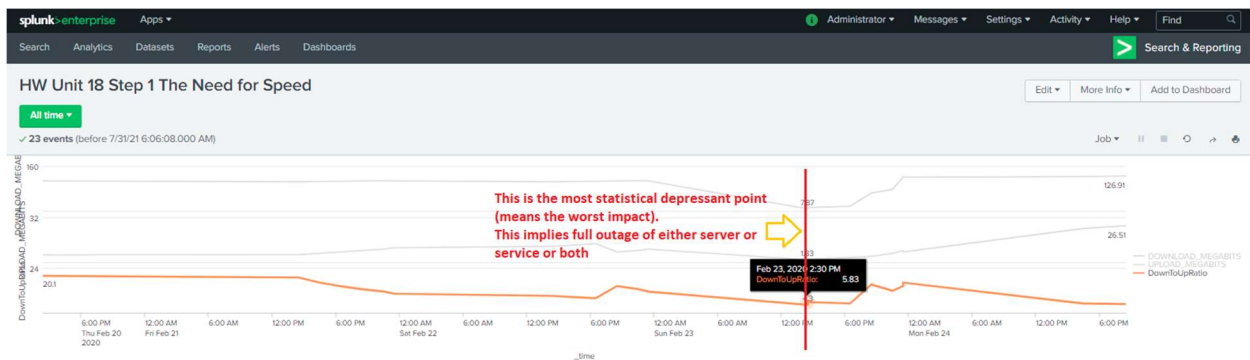 splunk>enterprise Apps ▾ Administrator ▾ Messages ▾ Settings ▾ Activity ▾ Help ▾ Find
Search Analytics Datasets Reports Alerts Dashboards Search & Reporting
HW Unit 18 Step 1 The Need for Speed
Edit ▾ More Info ▾ Add to Dashboard
All time ▾
✓ 23 events (before 7/31/21 6:06:08.000 AM)
Job ▾
160
126.91
This is the most statistical depressant point
(means the worst impact).
This implies full outage of either server or
service or both
7.87
32
26.51
1.83
24
20.1
Feb 23, 2020 2:30 PM
DownToUpRatio: 5.83
DOWNLOAD_MEGABITS
UPLOAD_MEGABITS
DownToUpRatio
6:00 PM 12:00 AM 6:00 AM 12:00 PM 6:00 PM 12:00 AM 6:00 AM 12:00 PM 6:00 PM 12:00 AM 6:00 AM 12:00 PM 6:00 PM 12:00 AM 6:00 AM 12:00 PM 6:00 PM
Thu Feb 20 Fri Feb 21 Sat Feb 22 Sun Feb 23 Mon Feb 24
2020
_time